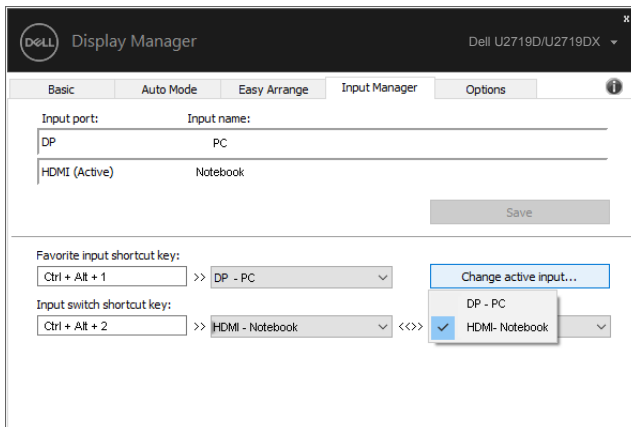 x
DELL Display Manager Dell U2719D/U2719DX
Basic Auto Mode Easy Arrange Input Manager Options i
Input port: Input name:
DP PC
HDMI (Active) Notebook
Save
Favorite input shortcut key:
Ctrl + Alt + 1 >> DP - PC Change active input...
Input switch shortcut key:
DP - PC
Ctrl + Alt + 2 >> HDMI - Notebook <<>> HDMI- Notebook